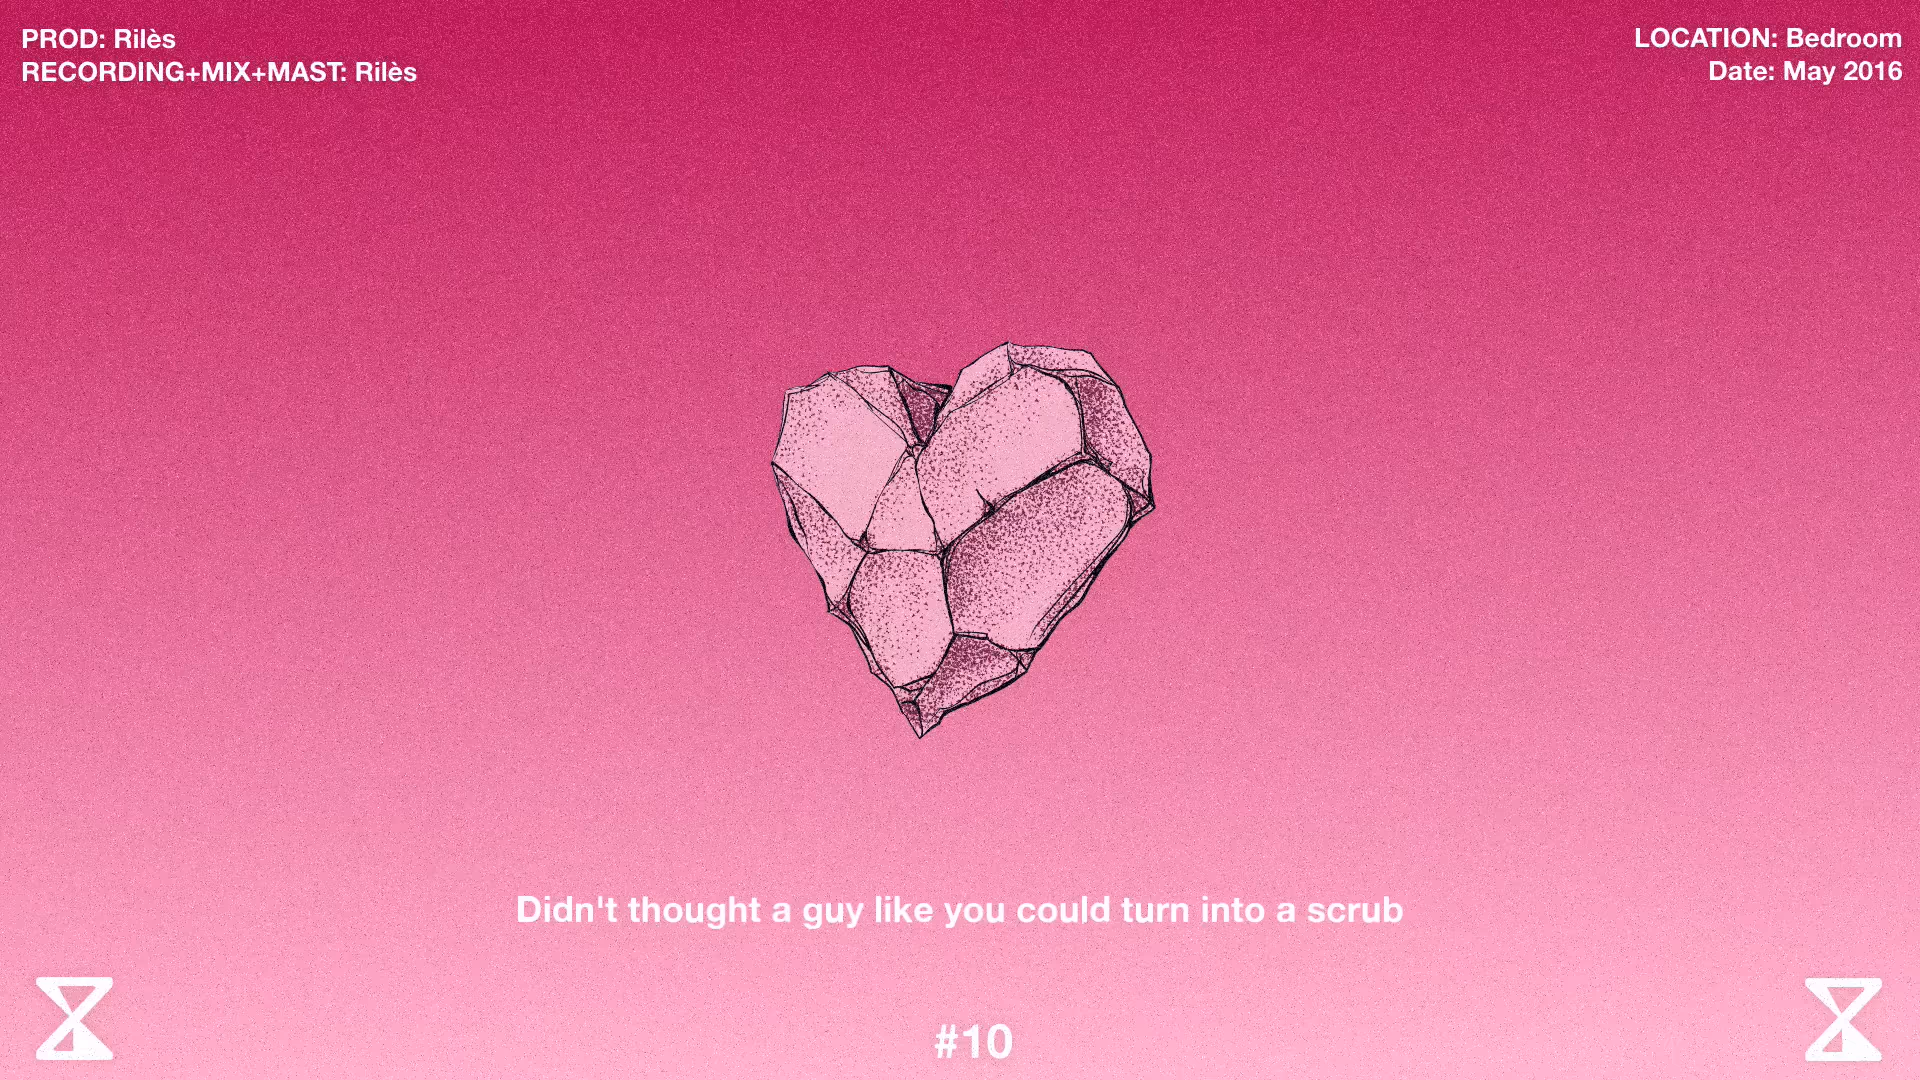 PROD: Rilès
RECORDING+MIX+MAST: Rilès
LOCATION: Bedroom
Date: May 2016
Didn't thought a guy like you could turn into a scrub
#10